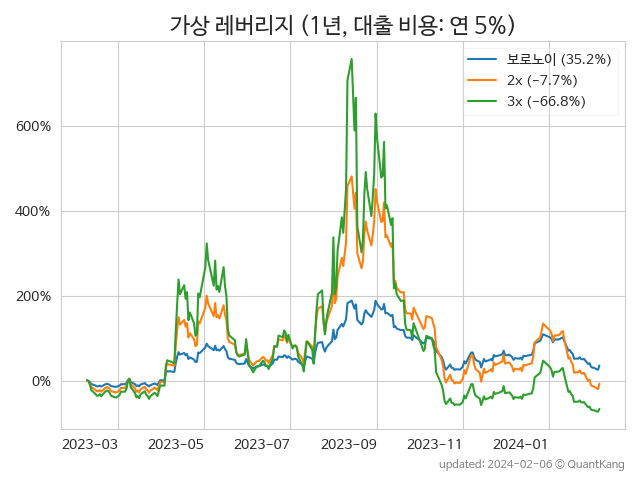 가상 레버리지 (1년, 대출 비용: 연 5%)
보로노이 (35.2%)
2x (−7.7%)
3x (−66.8%)
600%
400%
200%
0%
2023-03 2023-05 2023-07 2023-09 2023-11 2024-01
updated: 2024-02-06 © QuantKang